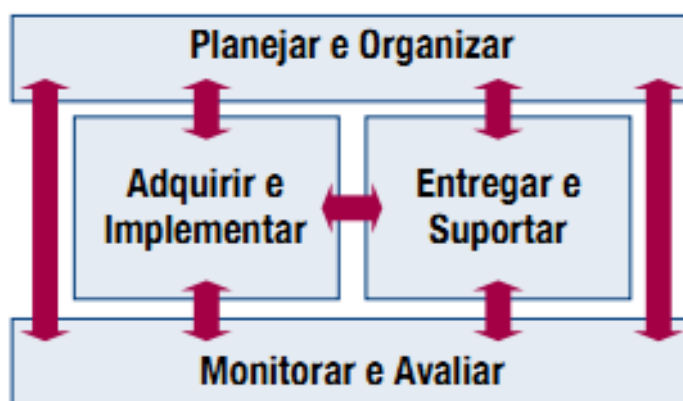 Planejar e Organizar
Adquirir e
Implementar
Entregar e
Suportar
Monitorar e Avaliar